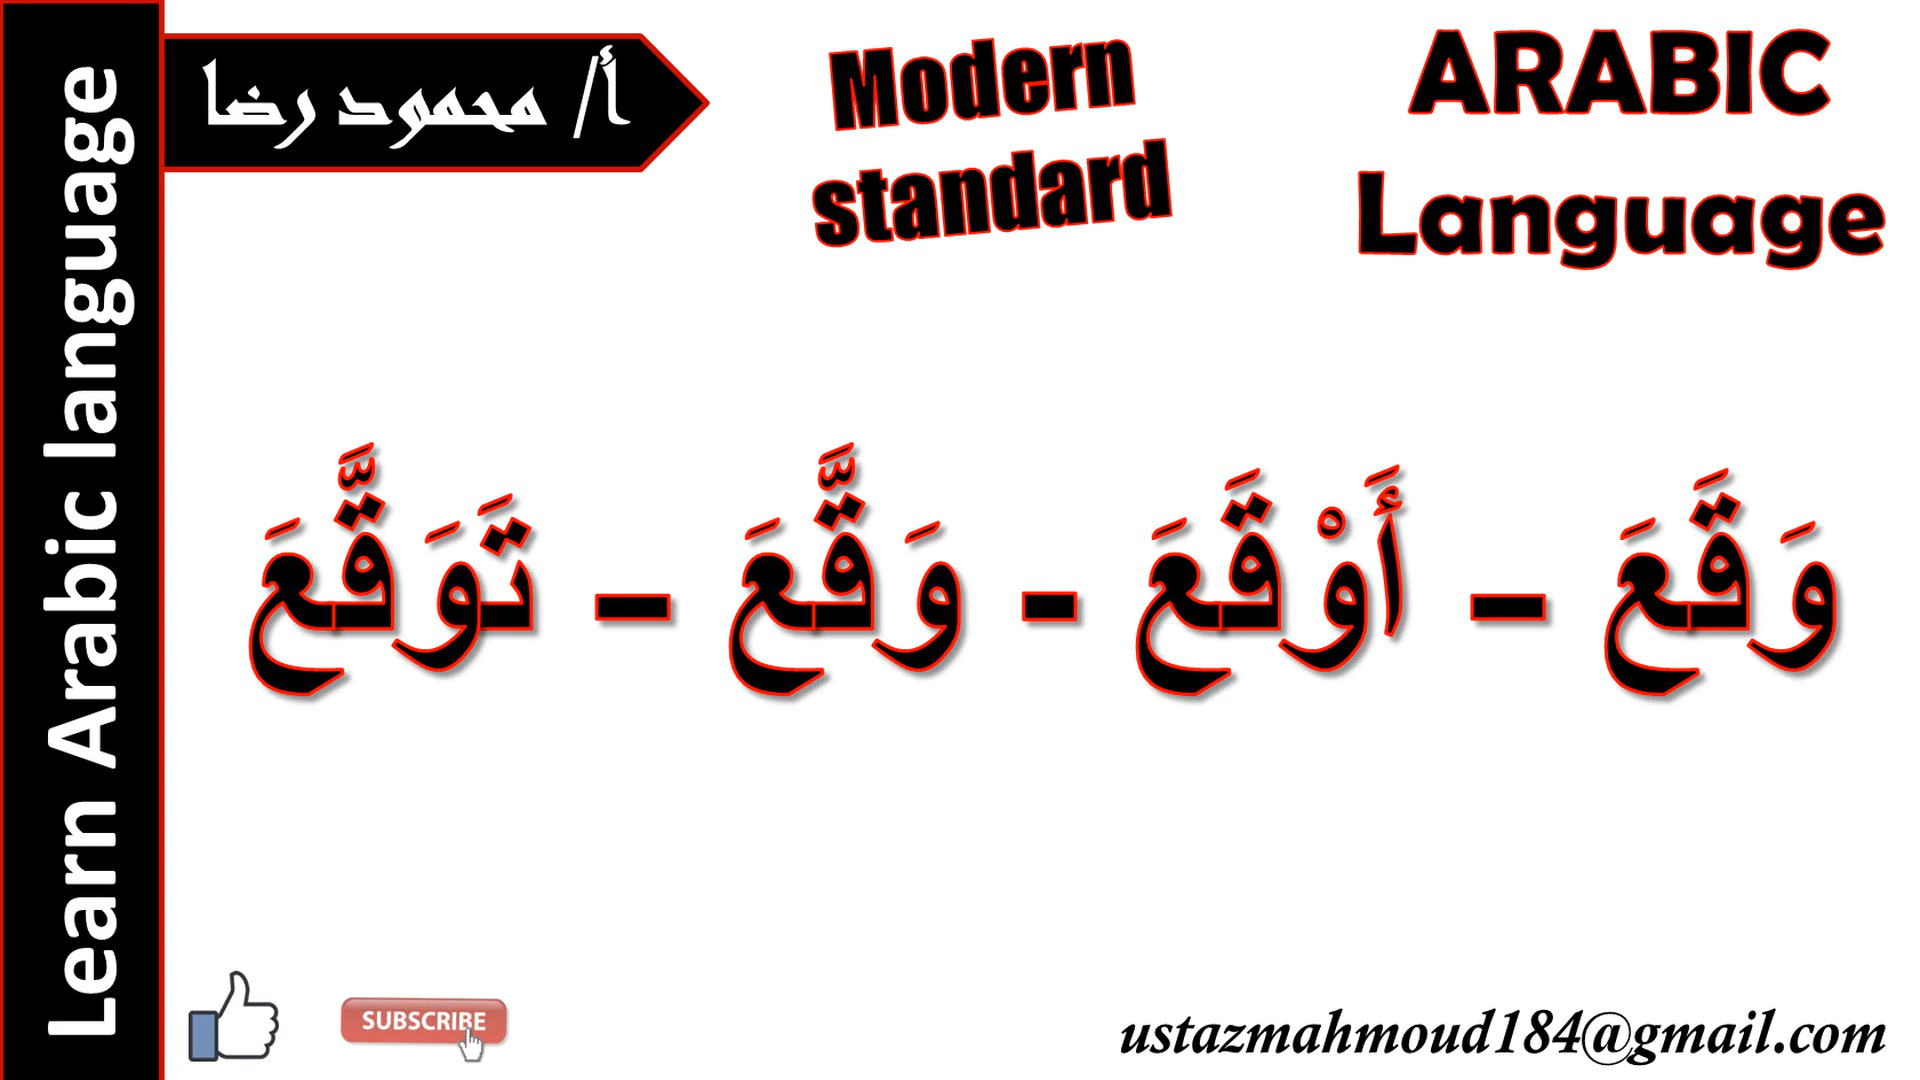 Learn Arabic language
أ/ محمود رضا
Modern
standard
ARABIC
Language
وَقَعَ - أَوْقَعَ - وَقَّعَ - تَوَقَّعَ
SUBSCRIBE
ustazmahmoud184@gmail.com